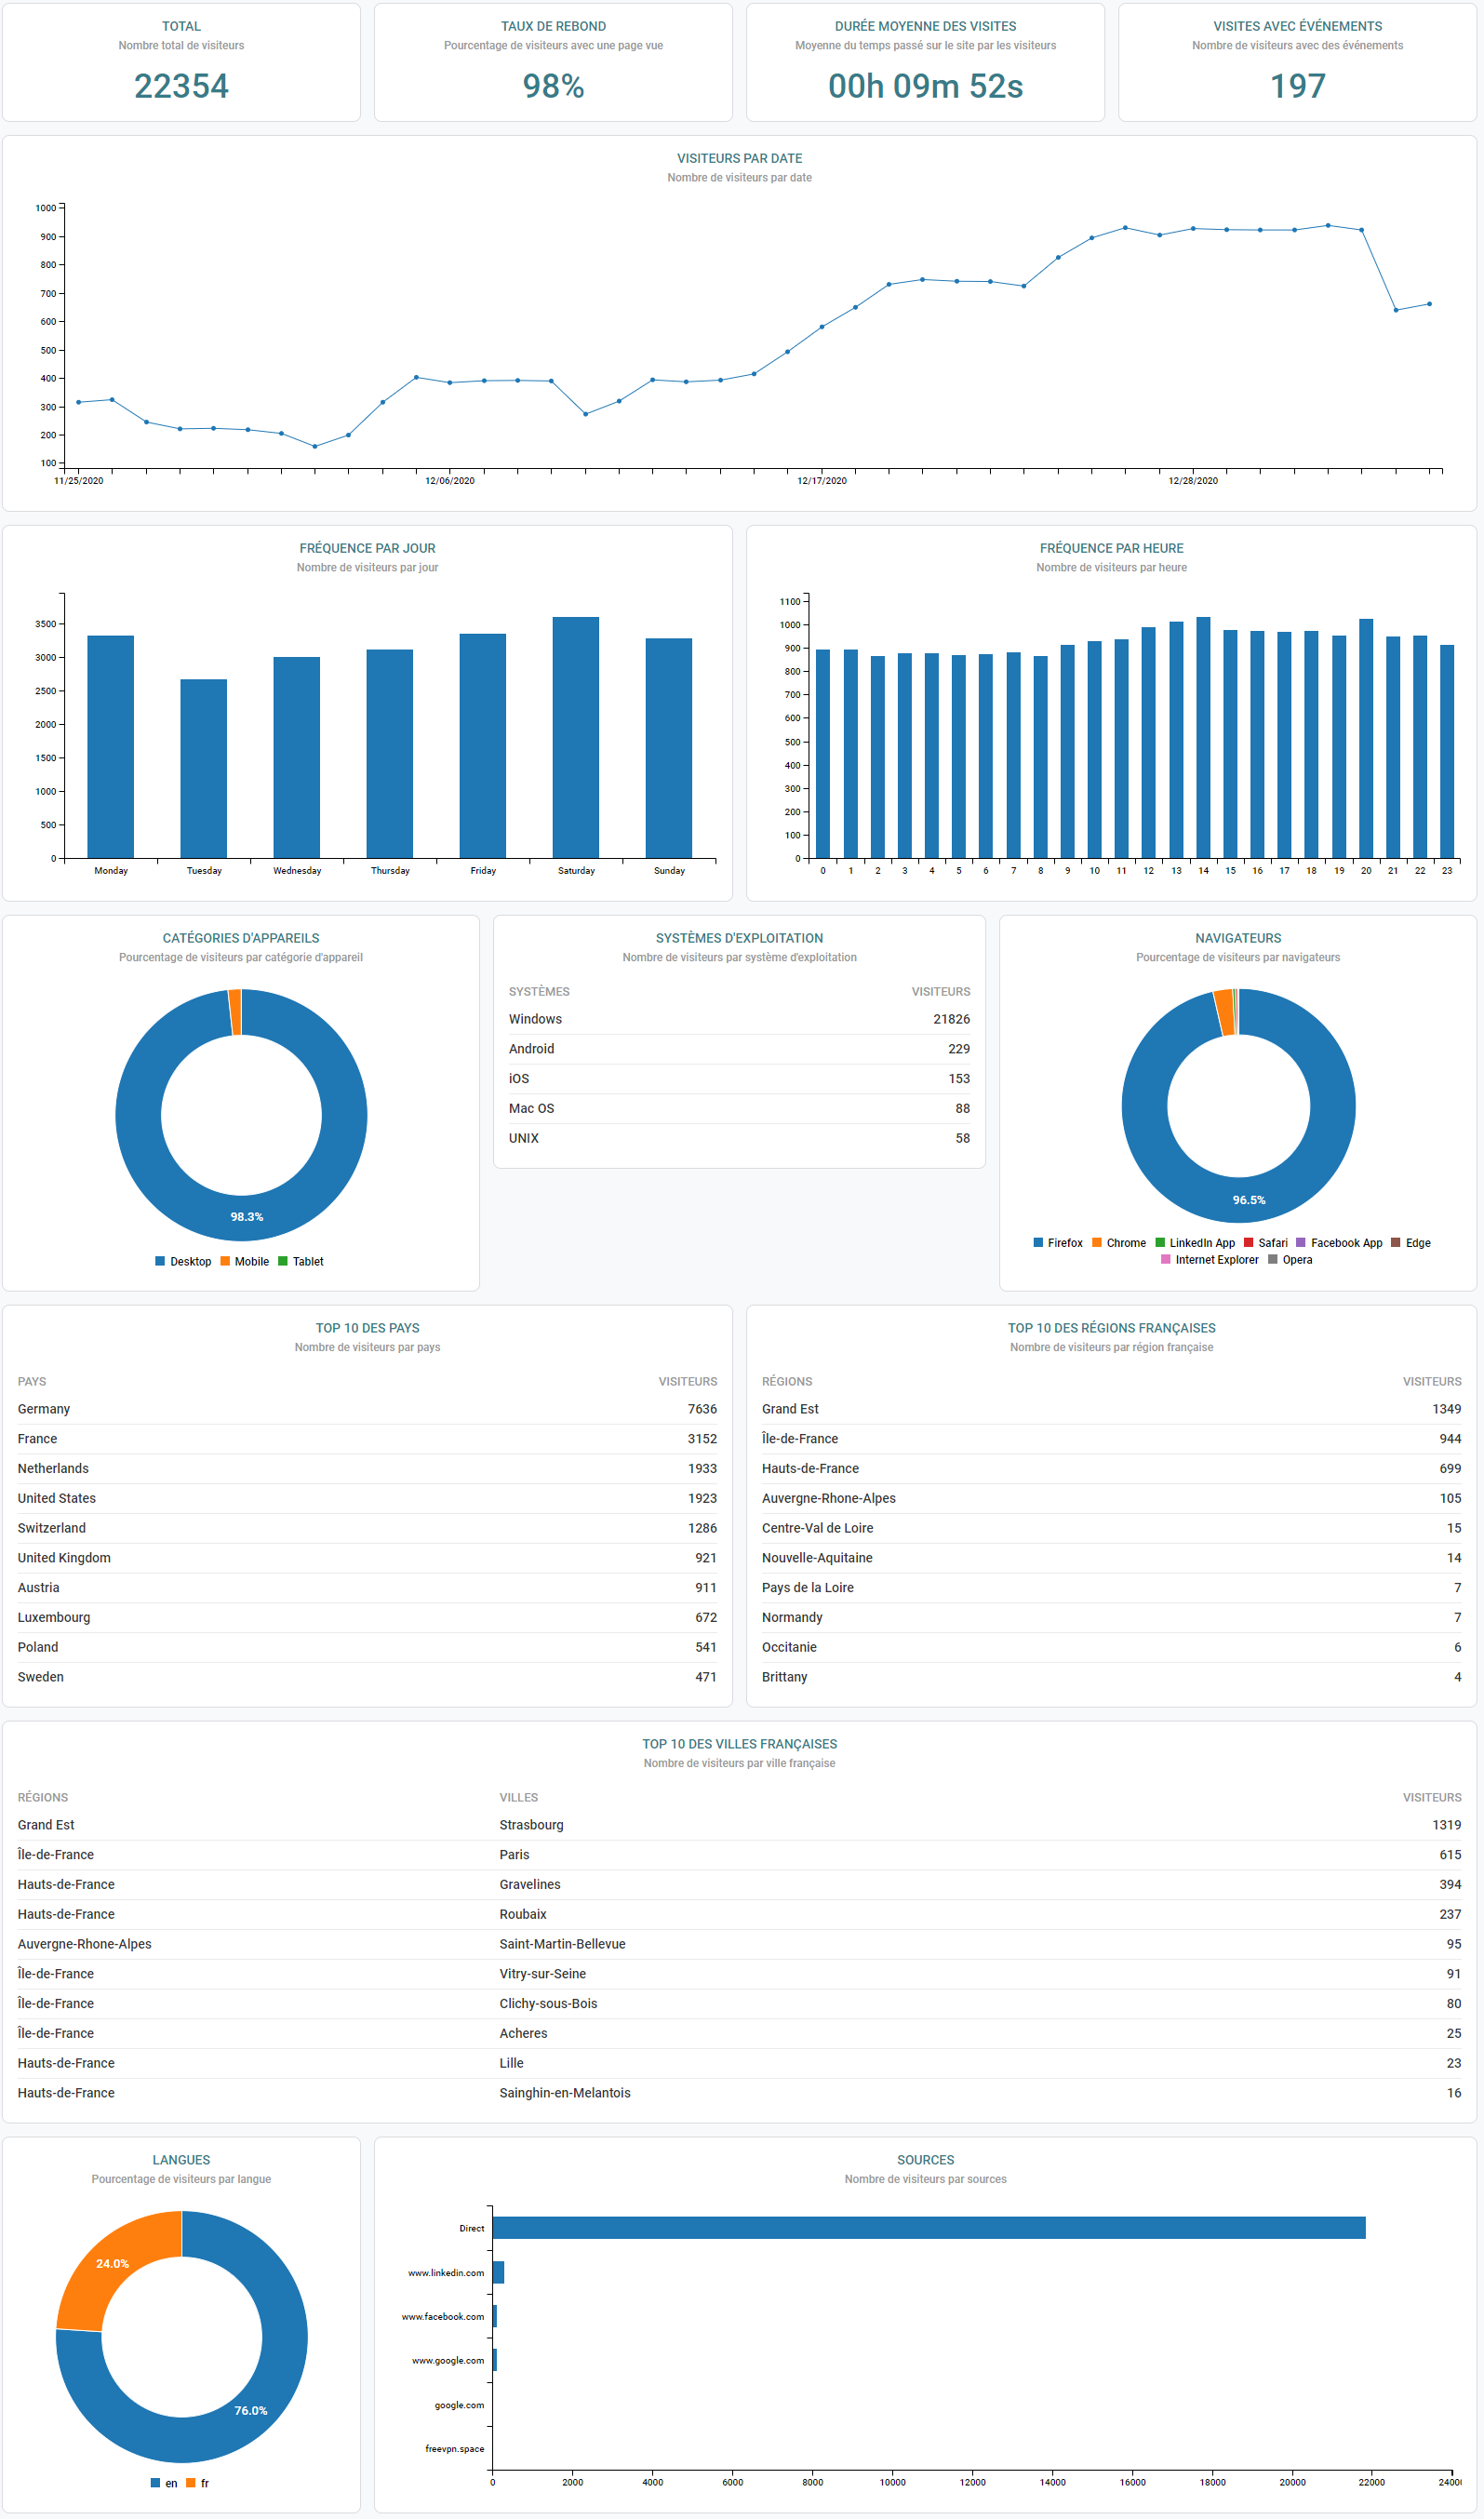 TOTAL
Nombre total de visiteurs
22354
TAUX DE REBOND
Pourcentage de visiteurs avec une page vue
98%
DURÉE MOYENNE DES VISITES
Moyenne du temps passé sur le site par les visiteurs
00h 09m 52s
VISITES AVEC ÉVÉNEMENTS
Nombre de visiteurs avec des événements
197
VISITEURS PAR DATE
Nombre de visiteurs par date
1000
900
800
700
600
500
400
300
200
100
11/25/2020 12/06/2020 12/17/2020 12/28/2020
FRÉQUENCE PAR JOUR
Nombre de visiteurs par jour
3500
3000
2500
2000
1500
1000
500
0
Monday Tuesday Wednesday Thursday Friday Saturday Sunday
FRÉQUENCE PAR HEURE
Nombre de visiteurs par heure
1100
1000
900
800
700
600
500
400
300
200
100
0
0 1 2 3 4 5 6 7 8 9 10 11 12 13 14 15 16 17 18 19 20 21 22 23
CATÉGORIES D'APPAREILS
Pourcentage de visiteurs par catégorie d'appareil
98.3%
Desktop Mobile Tablet
SYSTÈMES D'EXPLOITATION
Nombre de visiteurs par système d'exploitation
SYSTÈMES VISITEURS
Windows 21826
Android 229
iOS 153
Mac OS 88
UNIX 58
NAVIGATEURS
Pourcentage de visiteurs par navigateurs
96.5%
Firefox Chrome LinkedIn App Safari Facebook App Edge
Internet Explorer Opera
TOP 10 DES PAYS
Nombre de visiteurs par pays
PAYS VISITEURS
Germany 7636
France 3152
Netherlands 1933
United States 1923
Switzerland 1286
United Kingdom 921
Austria 911
Luxembourg 672
Poland 541
Sweden 471
TOP 10 DES RÉGIONS FRANÇAISES
Nombre de visiteurs par région française
RÉGIONS VISITEURS
Grand Est 1349
Île-de-France 944
Hauts-de-France 699
Auvergne-Rhone-Alpes 105
Centre-Val de Loire 15
Nouvelle-Aquitaine 14
Pays de la Loire 7
Normandy 7
Occitanie 6
Brittany 4
TOP 10 DES VILLES FRANÇAISES
Nombre de visiteurs par ville française
RÉGIONS VILLES VISITEURS
Grand Est Strasbourg 1319
Île-de-France Paris 615
Hauts-de-France Gravelines 394
Hauts-de-France Roubaix 237
Auvergne-Rhone-Alpes Saint-Martin-Bellevue 95
Île-de-France Vitry-sur-Seine 91
Île-de-France Clichy-sous-Bois 80
Île-de-France Acheres 25
Hauts-de-France Lille 23
Hauts-de-France Sainghin-en-Melantois 16
LANGUES
Pourcentage de visiteurs par langue
24.0%
76.0%
en fr
SOURCES
Nombre de visiteurs par sources
Direct
www.linkedin.com
www.facebook.com
www.google.com
google.com
freevpn.space
0 2000 4000 6000 8000 10000 12000 14000 16000 18000 20000 22000 2400